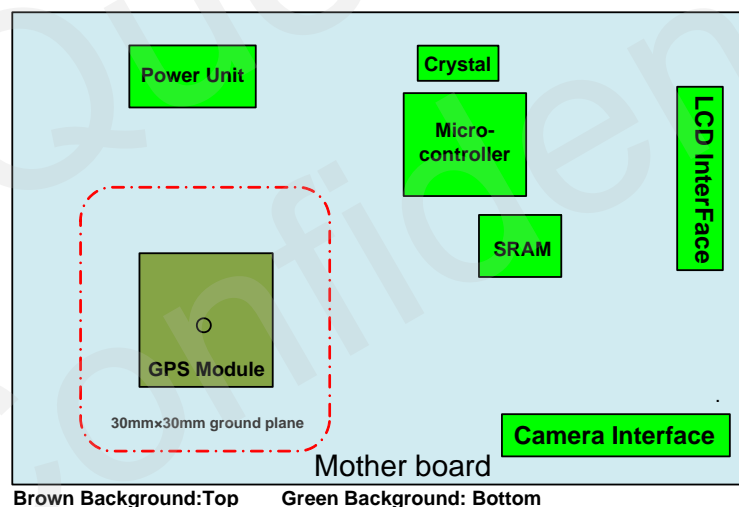 Power Unit
Crystal
Micro-
controller
LCD InterFace
SRAM
GPS Module
30mm×30mm ground plane
Camera Interface
Mother board
Brown Background:Top Green Background: Bottom